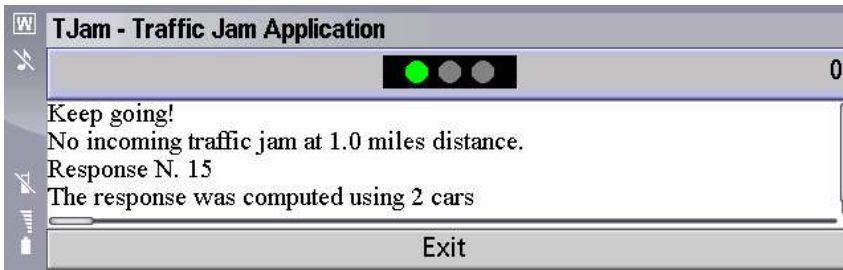 W
TJam - Traffic Jam Application
0
Keep going!
No incoming traffic jam at 1.0 miles distance.
Response N. 15
The response was computed using 2 cars
Exit